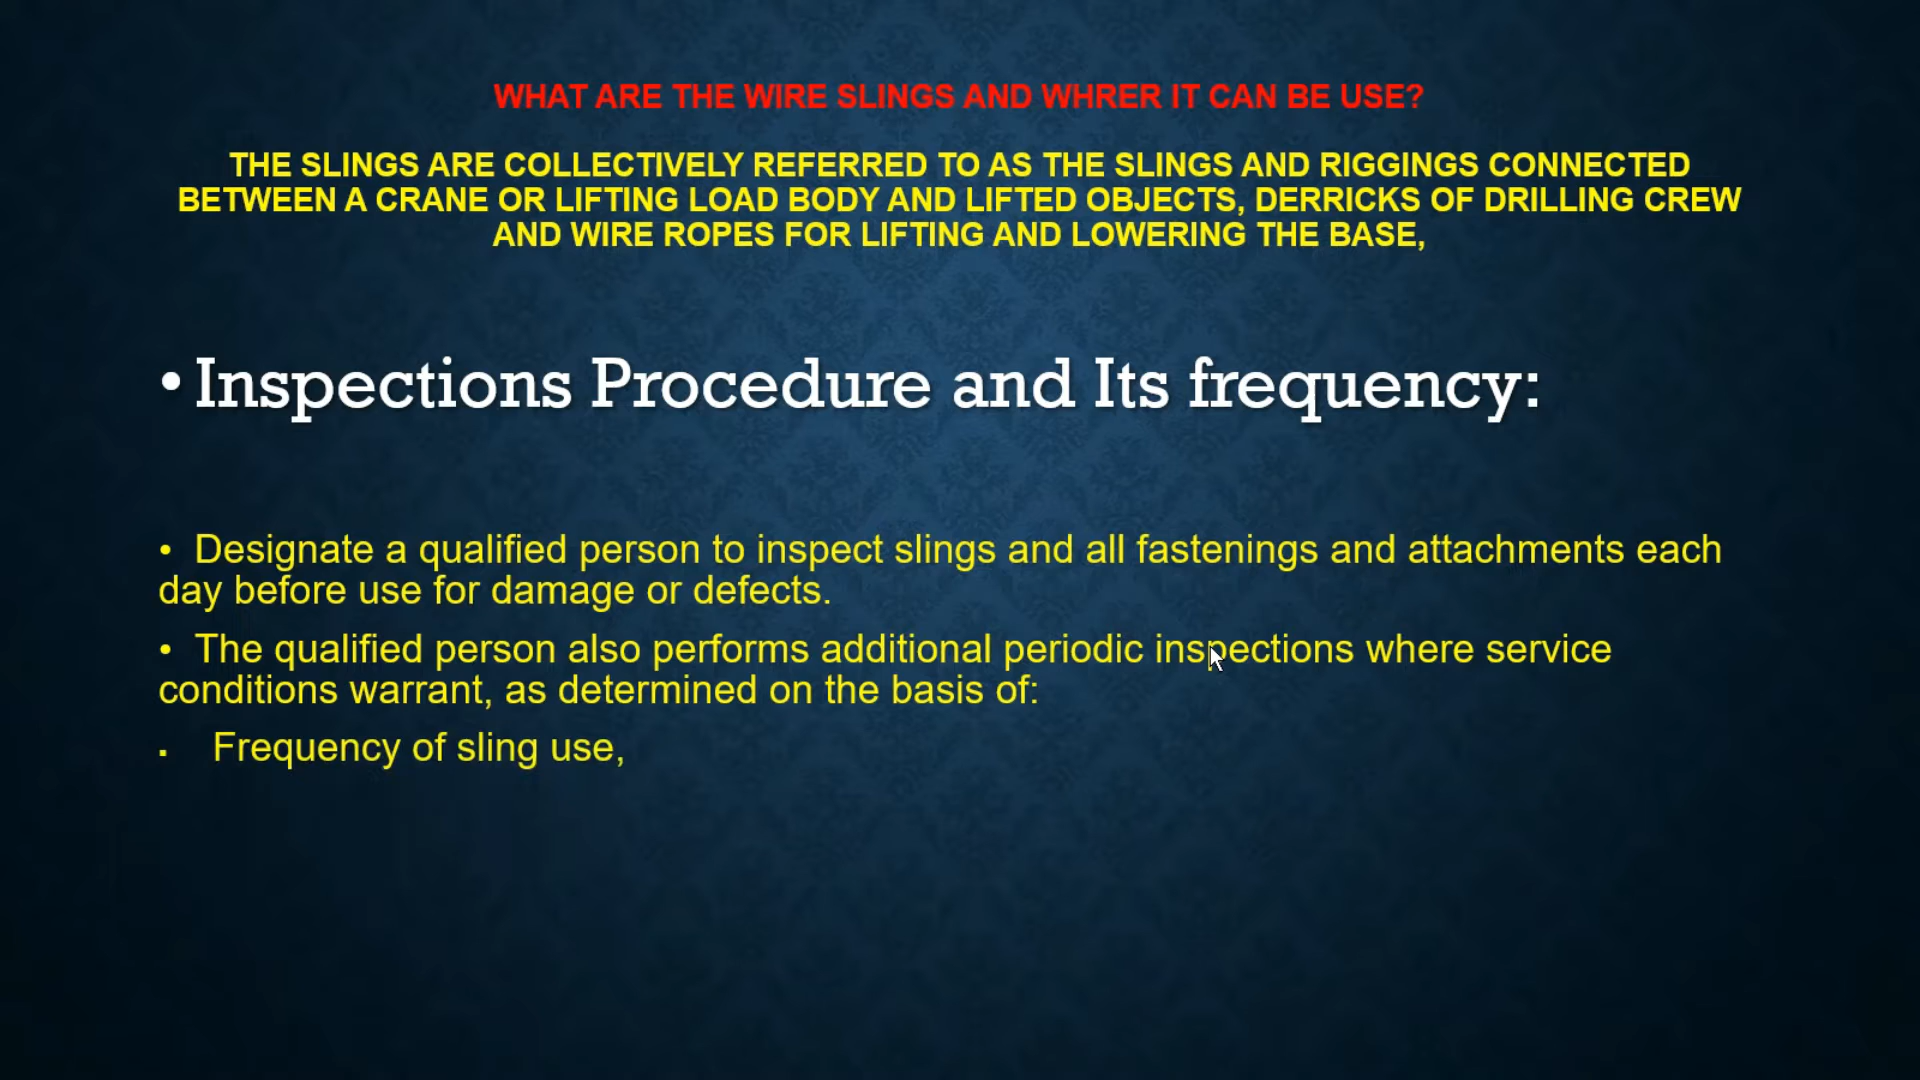 WHAT ARE THE WIRE SLINGS AND WHRER IT CAN BE USE?
THE SLINGS ARE COLLECTIVELY REFERRED TO AS THE SLINGS AND RIGGINGS CONNECTED
BETWEEN A CRANE OR LIFTING LOAD BODY AND LIFTED OBJECTS, DERRICKS OF DRILLING CREW
AND WIRE ROPES FOR LIFTING AND LOWERING THE BASE,
• Inspections Procedure and Its frequency:
• Designate a qualified person to inspect slings and all fastenings and attachments each
day before use for damage or defects.
• The qualified person also performs additional periodic inspections where service
conditions warrant, as determined on the basis of:
▪ Frequency of sling use,